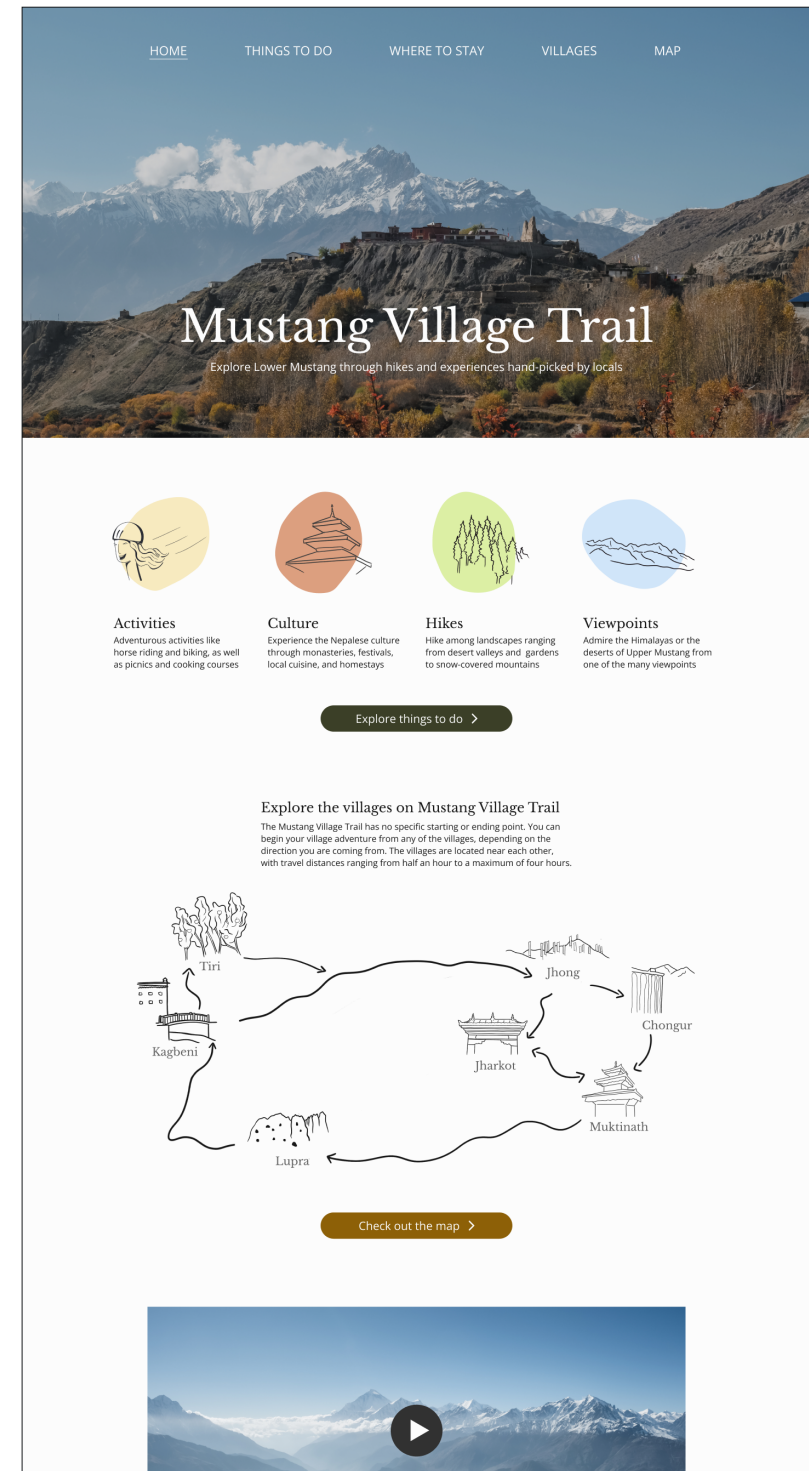 HOME THINGS TO DO WHERE TO STAY VILLAGES MAP
Mustang Village Trail
Explore Lower Mustang through hikes and experiences hand-picked by locals
Activities
Adventurous activities like
horse riding and biking, as well
as picnics and cooking courses
Culture
Experience the Nepalese culture
through monasteries, festivals,
local cuisine, and homestays
Hikes
Hike among landscapes ranging
from desert valleys and gardens
to snow-covered mountains
Viewpoints
Admire the Himalayas or the
deserts of Upper Mustang from
one of the many viewpoints
Explore things to do
Explore the villages on Mustang Village Trail
The Mustang Village Trail has no specific starting or ending point. You can
begin your village adventure from any of the villages, depending on the
direction you are coming from. The villages are located near each other,
with travel distances ranging from half an hour to a maximum of four hours.
Tiri
Jhong
Chongur
Kagbeni
Jharkot
Muktinath
Lupra
Check out the map